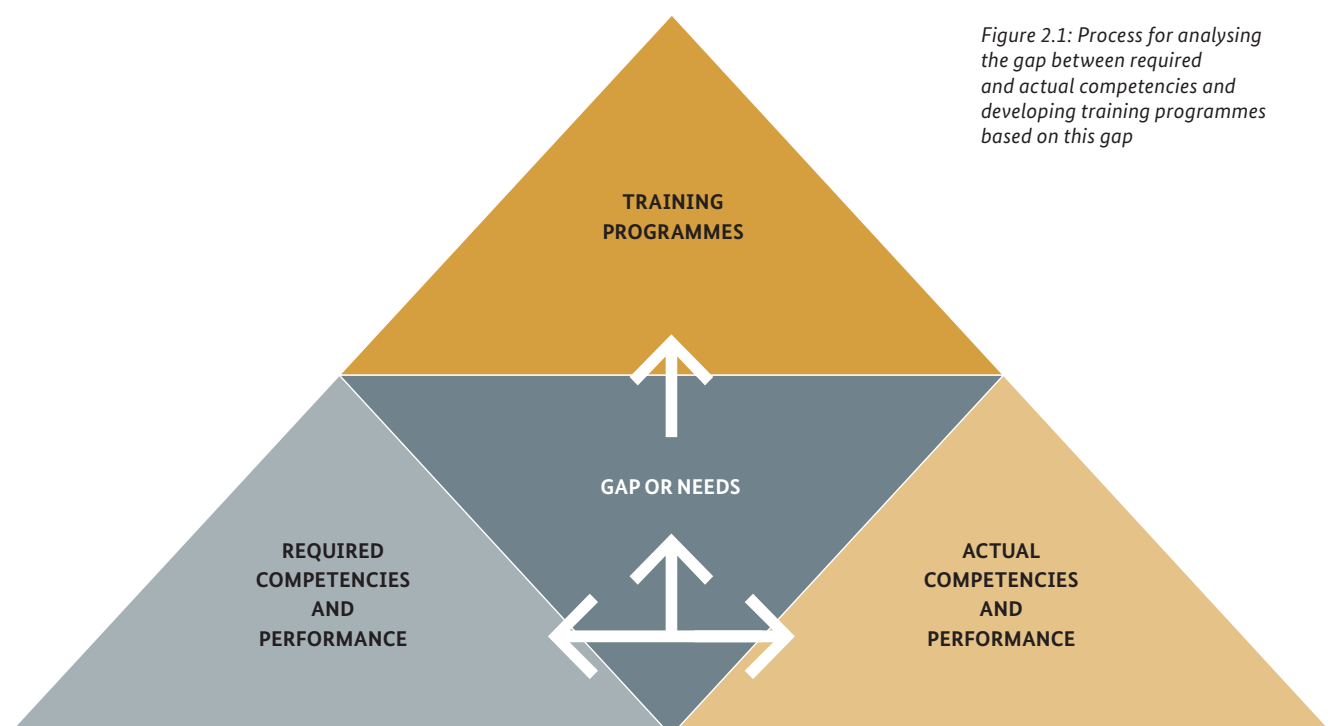 Figure 2.1: Process for analysing
the gap between required
and actual competencies and
developing training programmes
based on this gap
TRAINING
PROGRAMMES
GAP OR NEEDS
REQUIRED
COMPETENCIES
AND
PERFORMANCE
ACTUAL
COMPETENCIES
AND
PERFORMANCE